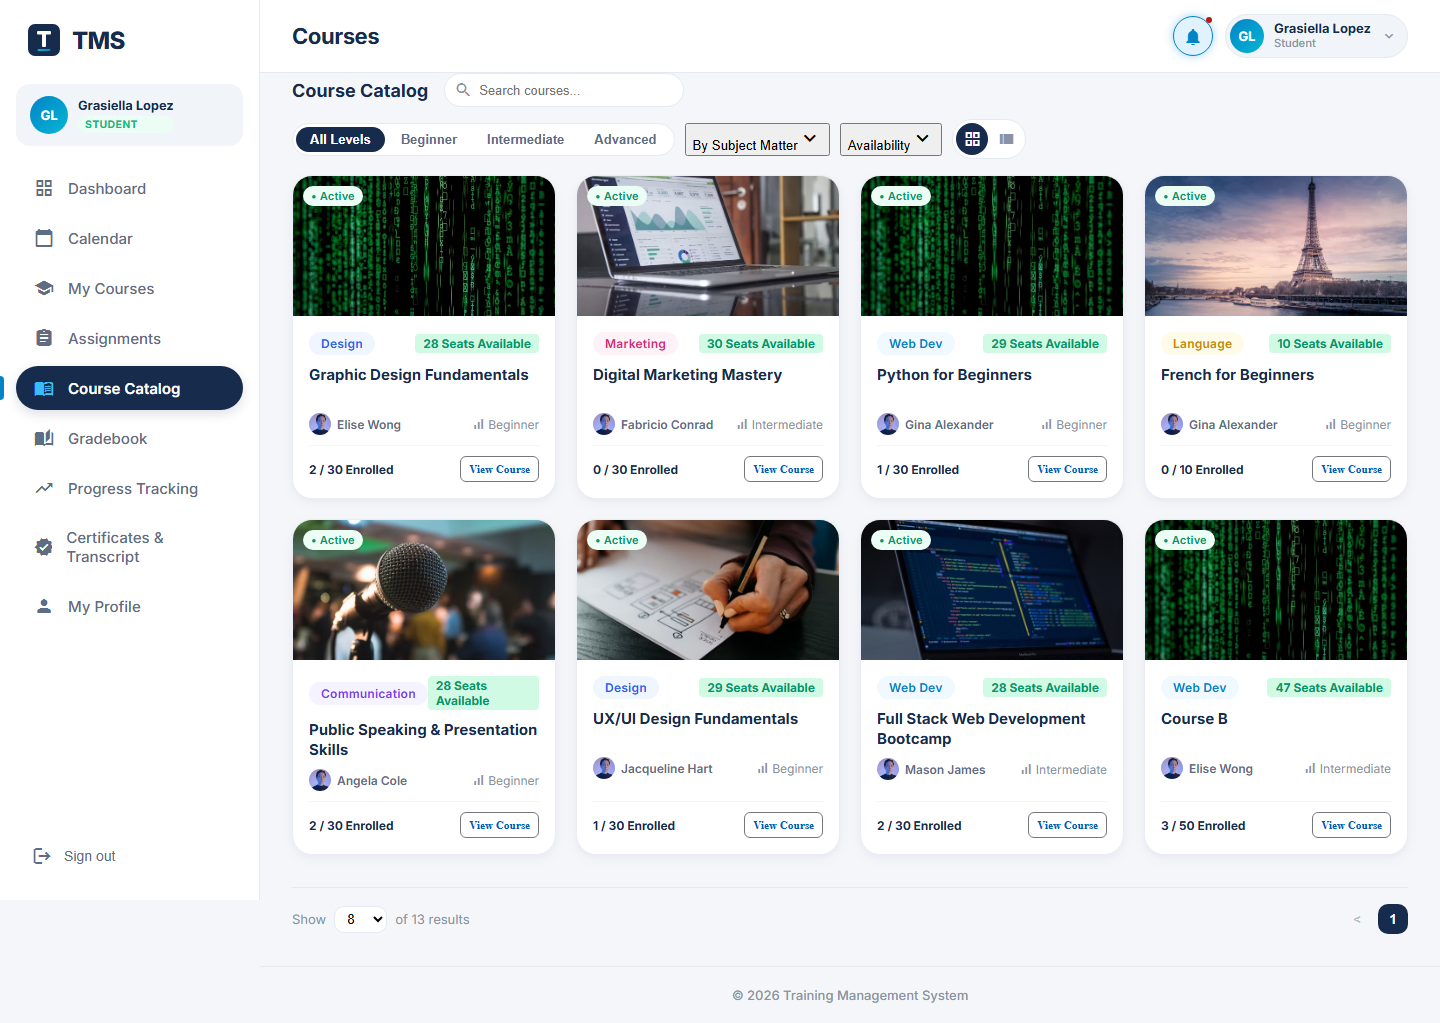 TMS
Courses
GL
Grasiella Lopez
Student
GL
Grasiella Lopez
STUDENT
Dashboard
Calendar
My Courses
Assignments
Course Catalog
Gradebook
Progress Tracking
Certificates &
Transcript
My Profile
Sign out
Course Catalog
Search courses...
All Levels
Beginner
Intermediate
Advanced
By Subject Matter
Availability
• Active
Design
28 Seats Available
Graphic Design Fundamentals
Elise Wong
Beginner
2 / 30 Enrolled
View Course
• Active
Marketing
30 Seats Available
Digital Marketing Mastery
Fabricio Conrad
Intermediate
0 / 30 Enrolled
View Course
• Active
Web Dev
29 Seats Available
Python for Beginners
Gina Alexander
Beginner
1 / 30 Enrolled
View Course
• Active
Language
10 Seats Available
French for Beginners
Gina Alexander
Beginner
0 / 10 Enrolled
View Course
• Active
Communication
28 Seats
Available
Public Speaking & Presentation
Skills
Angela Cole
Beginner
2 / 30 Enrolled
View Course
• Active
Design
29 Seats Available
UX/UI Design Fundamentals
Jacqueline Hart
Beginner
1 / 30 Enrolled
View Course
• Active
Web Dev
28 Seats Available
Full Stack Web Development
Bootcamp
Mason James
Intermediate
2 / 30 Enrolled
View Course
• Active
Web Dev
47 Seats Available
Course B
Elise Wong
Intermediate
3 / 50 Enrolled
View Course
Show 8 of 13 results
< 1
© 2026 Training Management System